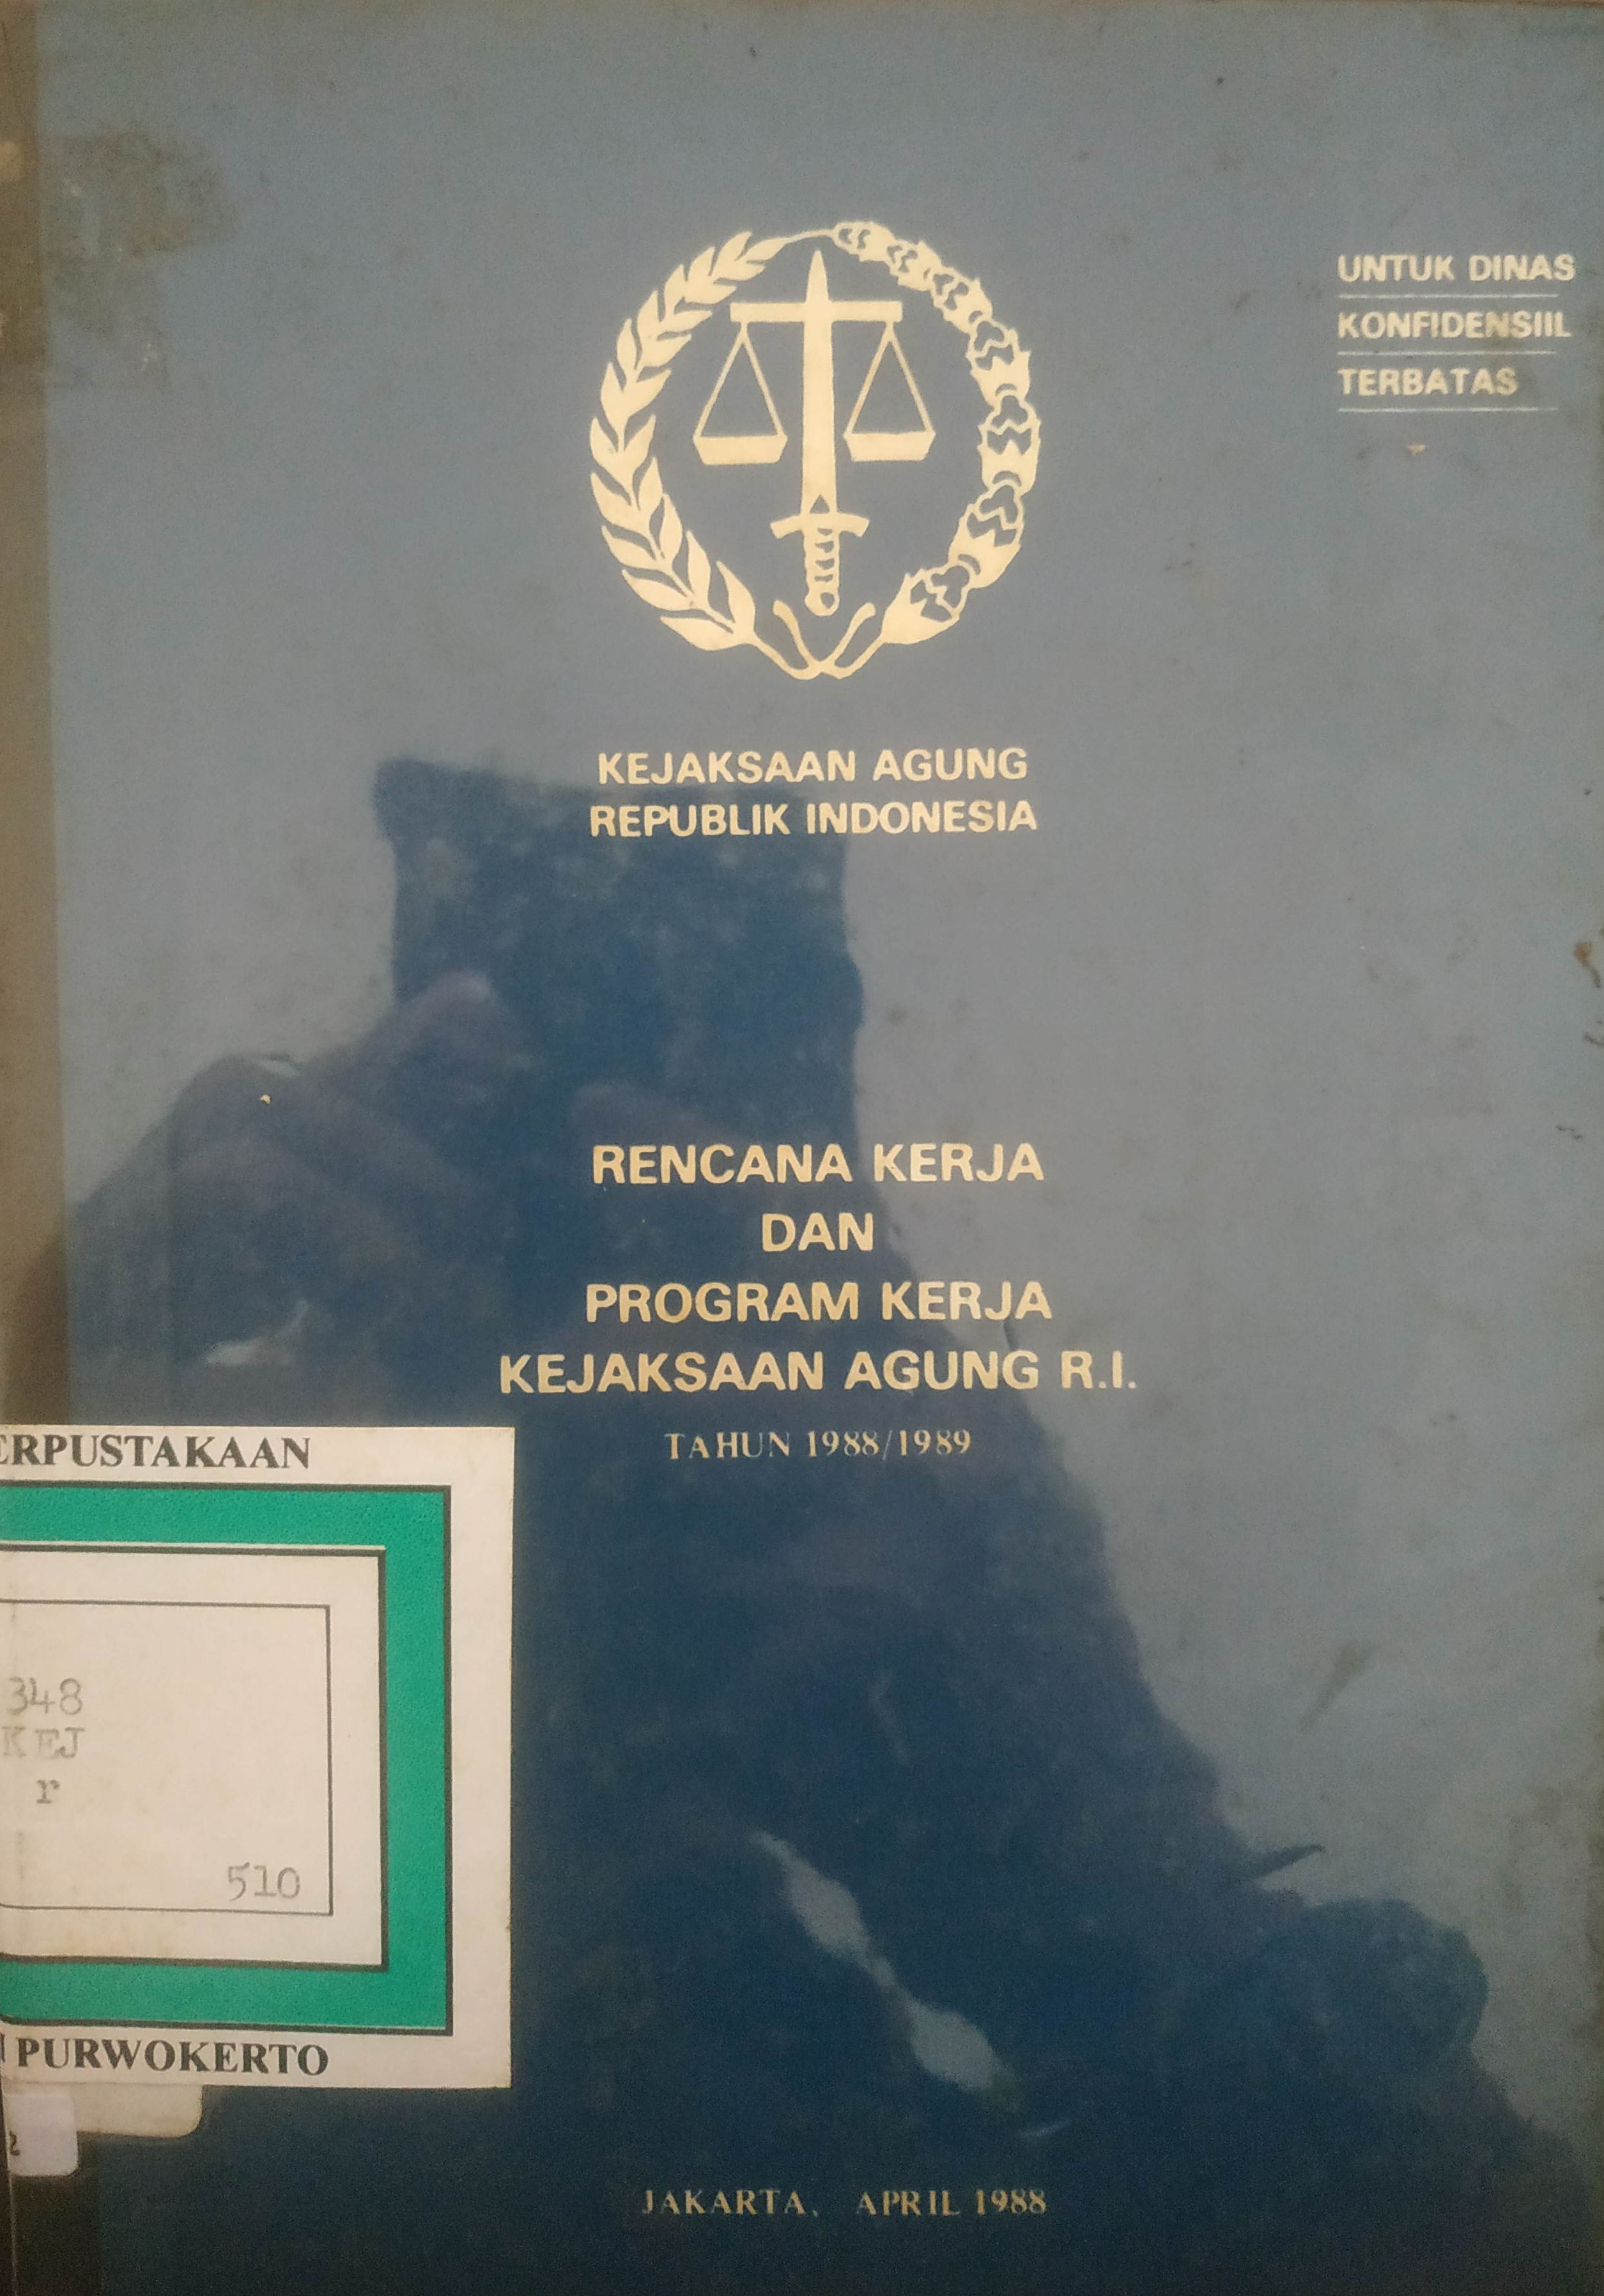 UNTUK DINAS
KONFIDENSIIL
TERBATAS
KEJAKSAAN AGUNG
REPUBLIK INDONESIA
RENCANA KERJA
DAN
PROGRAM KERJA
KEJAKSAAN AGUNG R.I.
TAHUN 1988/1989
ERPUSTAKAAN
348
KEJ
r
510
PURWOKERTO
2
JAKARTA, APRIL 1988